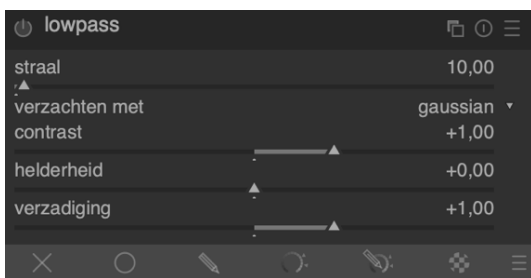 lowpass
straal 10,00
verzachten met gaussian
contrast +1,00
helderheid +0,00
verzadiging +1,00